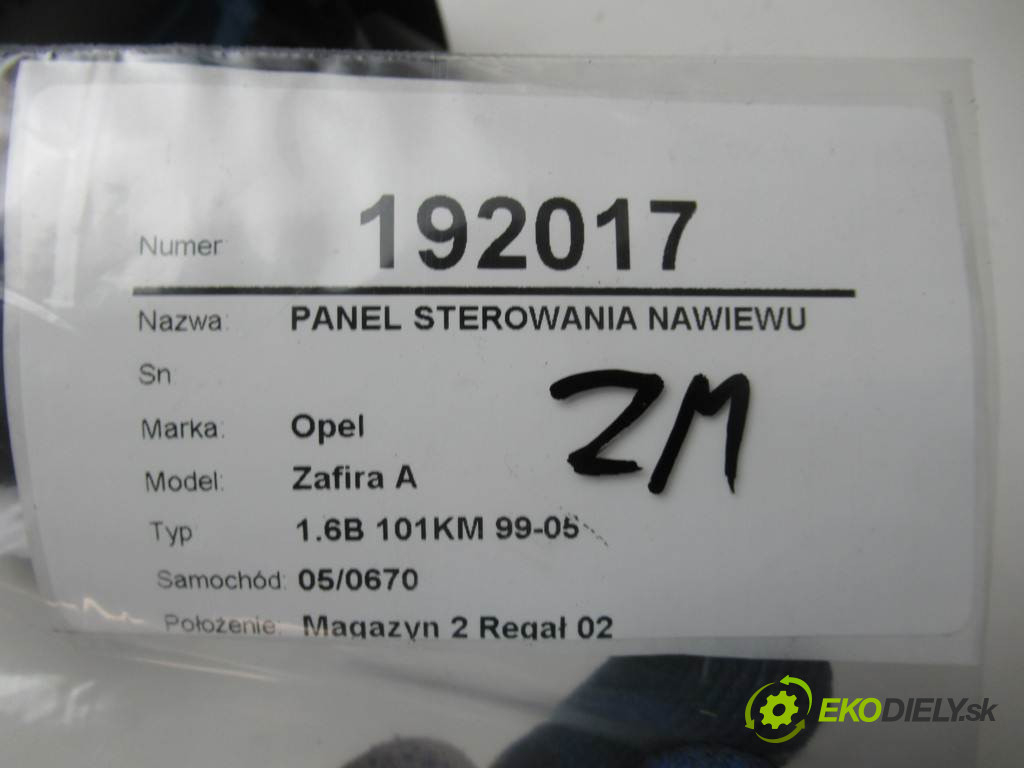 Numer 192017
Nazwa: PANEL STEROWANIA NAWIEWU
Sn
ZM
Marka: Opel
Model: Zafira A
Typ 1.6B 101KM 99-05
Samochód: 05/0670
Położenie: Magazyn 2 Regał 02
EKODIELY.sk